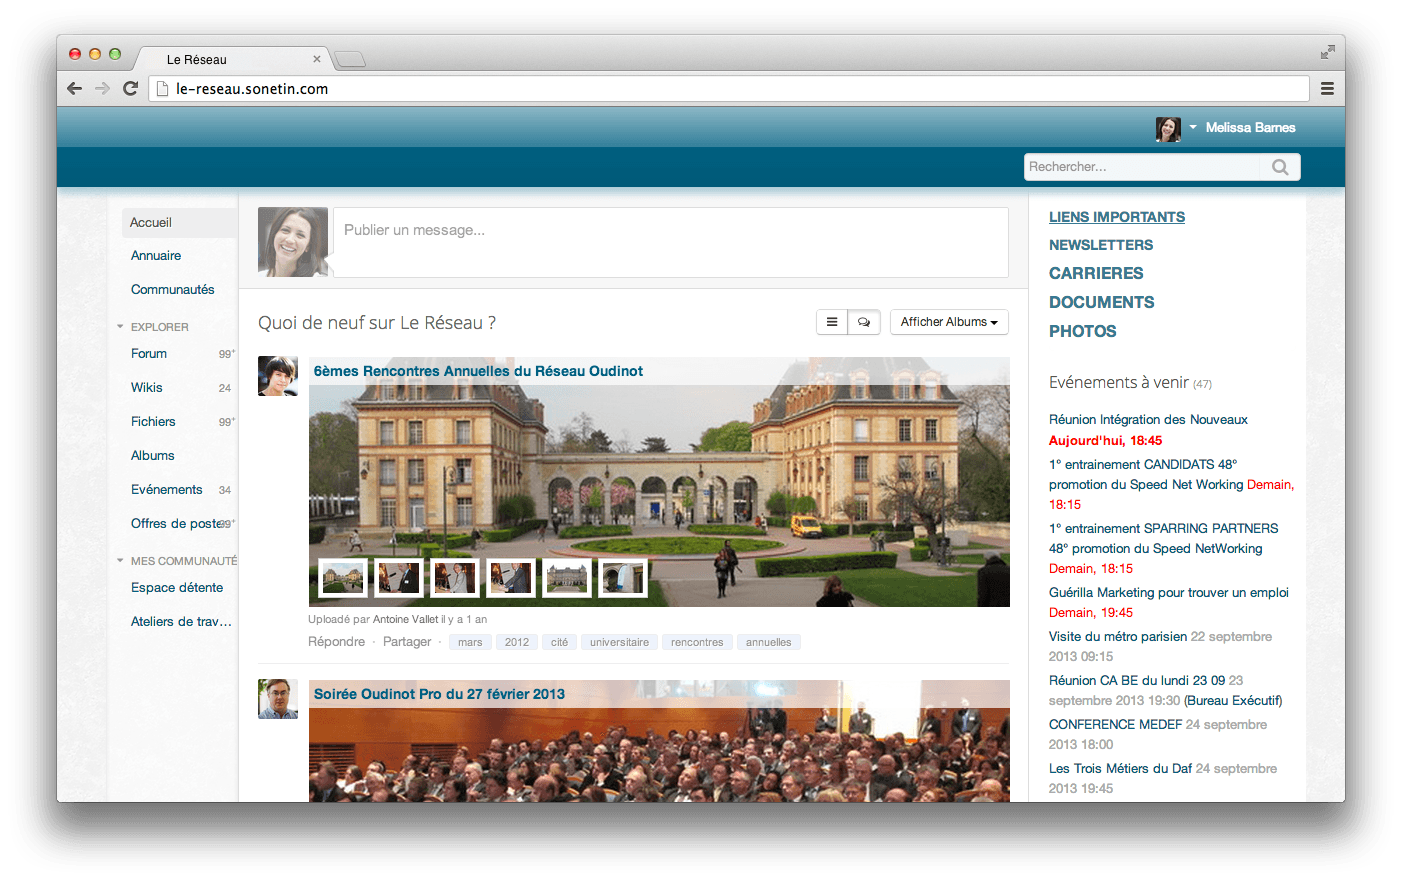 Le Réseau
le-reseau.sonetin.com
Melissa Barnes
Rechercher...
Accueil
Annuaire
Communautés
EXPLORER
Forum 99+
Wikis 24
Fichiers 99+
Albums
Evénements 34
Offres de poste 99+
MES COMMUNAUTÉ
Espace détente
Ateliers de trav...
Publier un message...
Quoi de neuf sur Le Réseau ?
Afficher Albums
6èmes Rencontres Annuelles du Réseau Oudinot
Uploadé par Antoine Vallet il y a 1 an
Répondre · Partager · mars 2012 cité universitaire rencontres annuelles
Soirée Oudinot Pro du 27 février 2013
LIENS IMPORTANTS
NEWSLETTERS
CARRIERES
DOCUMENTS
PHOTOS
Evénements à venir (47)
Réunion Intégration des Nouveaux
Aujourd'hui, 18:45
1° entrainement CANDIDATS 48°
promotion du Speed Net Working Demain,
18:15
1° entrainement SPARRING PARTNERS
48° promotion du Speed NetWorking
Demain, 18:15
Guérilla Marketing pour trouver un emploi
Demain, 19:45
Visite du métro parisien 22 septembre
2013 09:15
Réunion CA BE du lundi 23 09 23
septembre 2013 19:30 (Bureau Exécutif)
CONFERENCE MEDEF 24 septembre
2013 18:00
Les Trois Métiers du Daf 24 septembre
2013 19:45